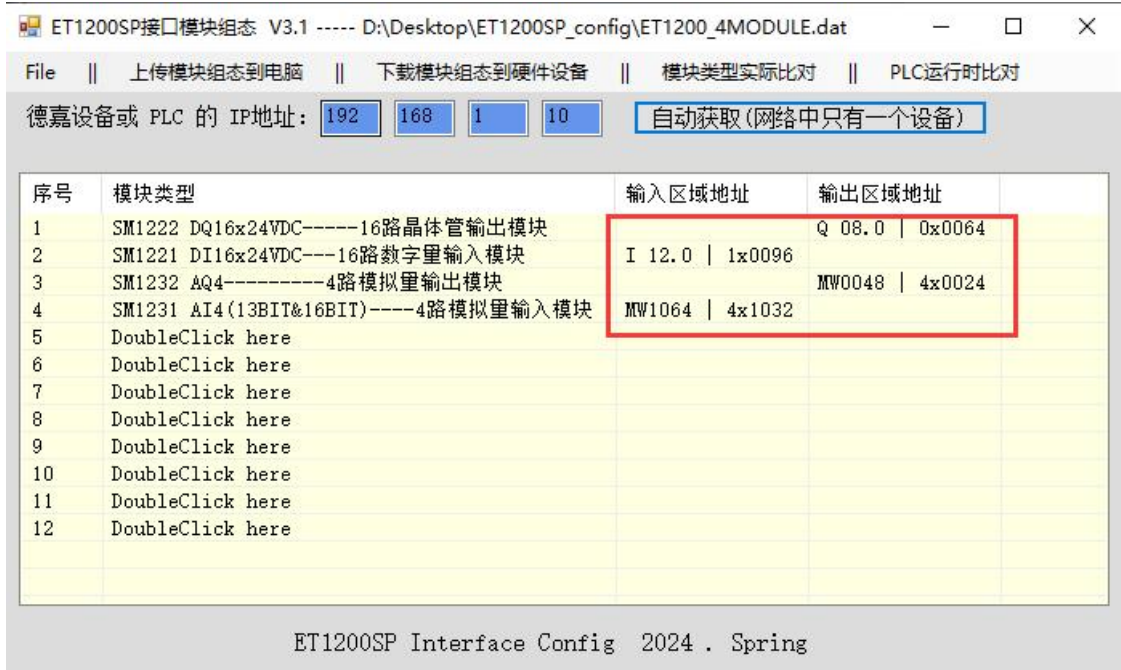 ET1200SP接口模块组态 V3.1 ----- D:\Desktop\ET1200SP_config\ET1200_4MODULE.dat
File || 上传模块组态到电脑 || 下载模块组态到硬件设备 || 模块类型实际比对 || PLC运行时比对
德嘉设备或 PLC 的 IP地址: 192 168 1 10 自动获取(网络中只有一个设备)
序号 模块类型 输入区域地址 输出区域地址
1 SM1222 DQ16x24VDC-----16路晶体管输出模块 Q 08.0 | 0x0064
2 SM1221 DI16x24VDC---16路数字量输入模块 I 12.0 | 1x0096
3 SM1232 AQ4---------4路模拟量输出模块 MW0048 | 4x0024
4 SM1231 AI4(13BIT&16BIT)----4路模拟量输入模块 MW1064 | 4x1032
5 DoubleClick here
6 DoubleClick here
7 DoubleClick here
8 DoubleClick here
9 DoubleClick here
10 DoubleClick here
11 DoubleClick here
12 DoubleClick here
ET1200SP Interface Config 2024 . Spring